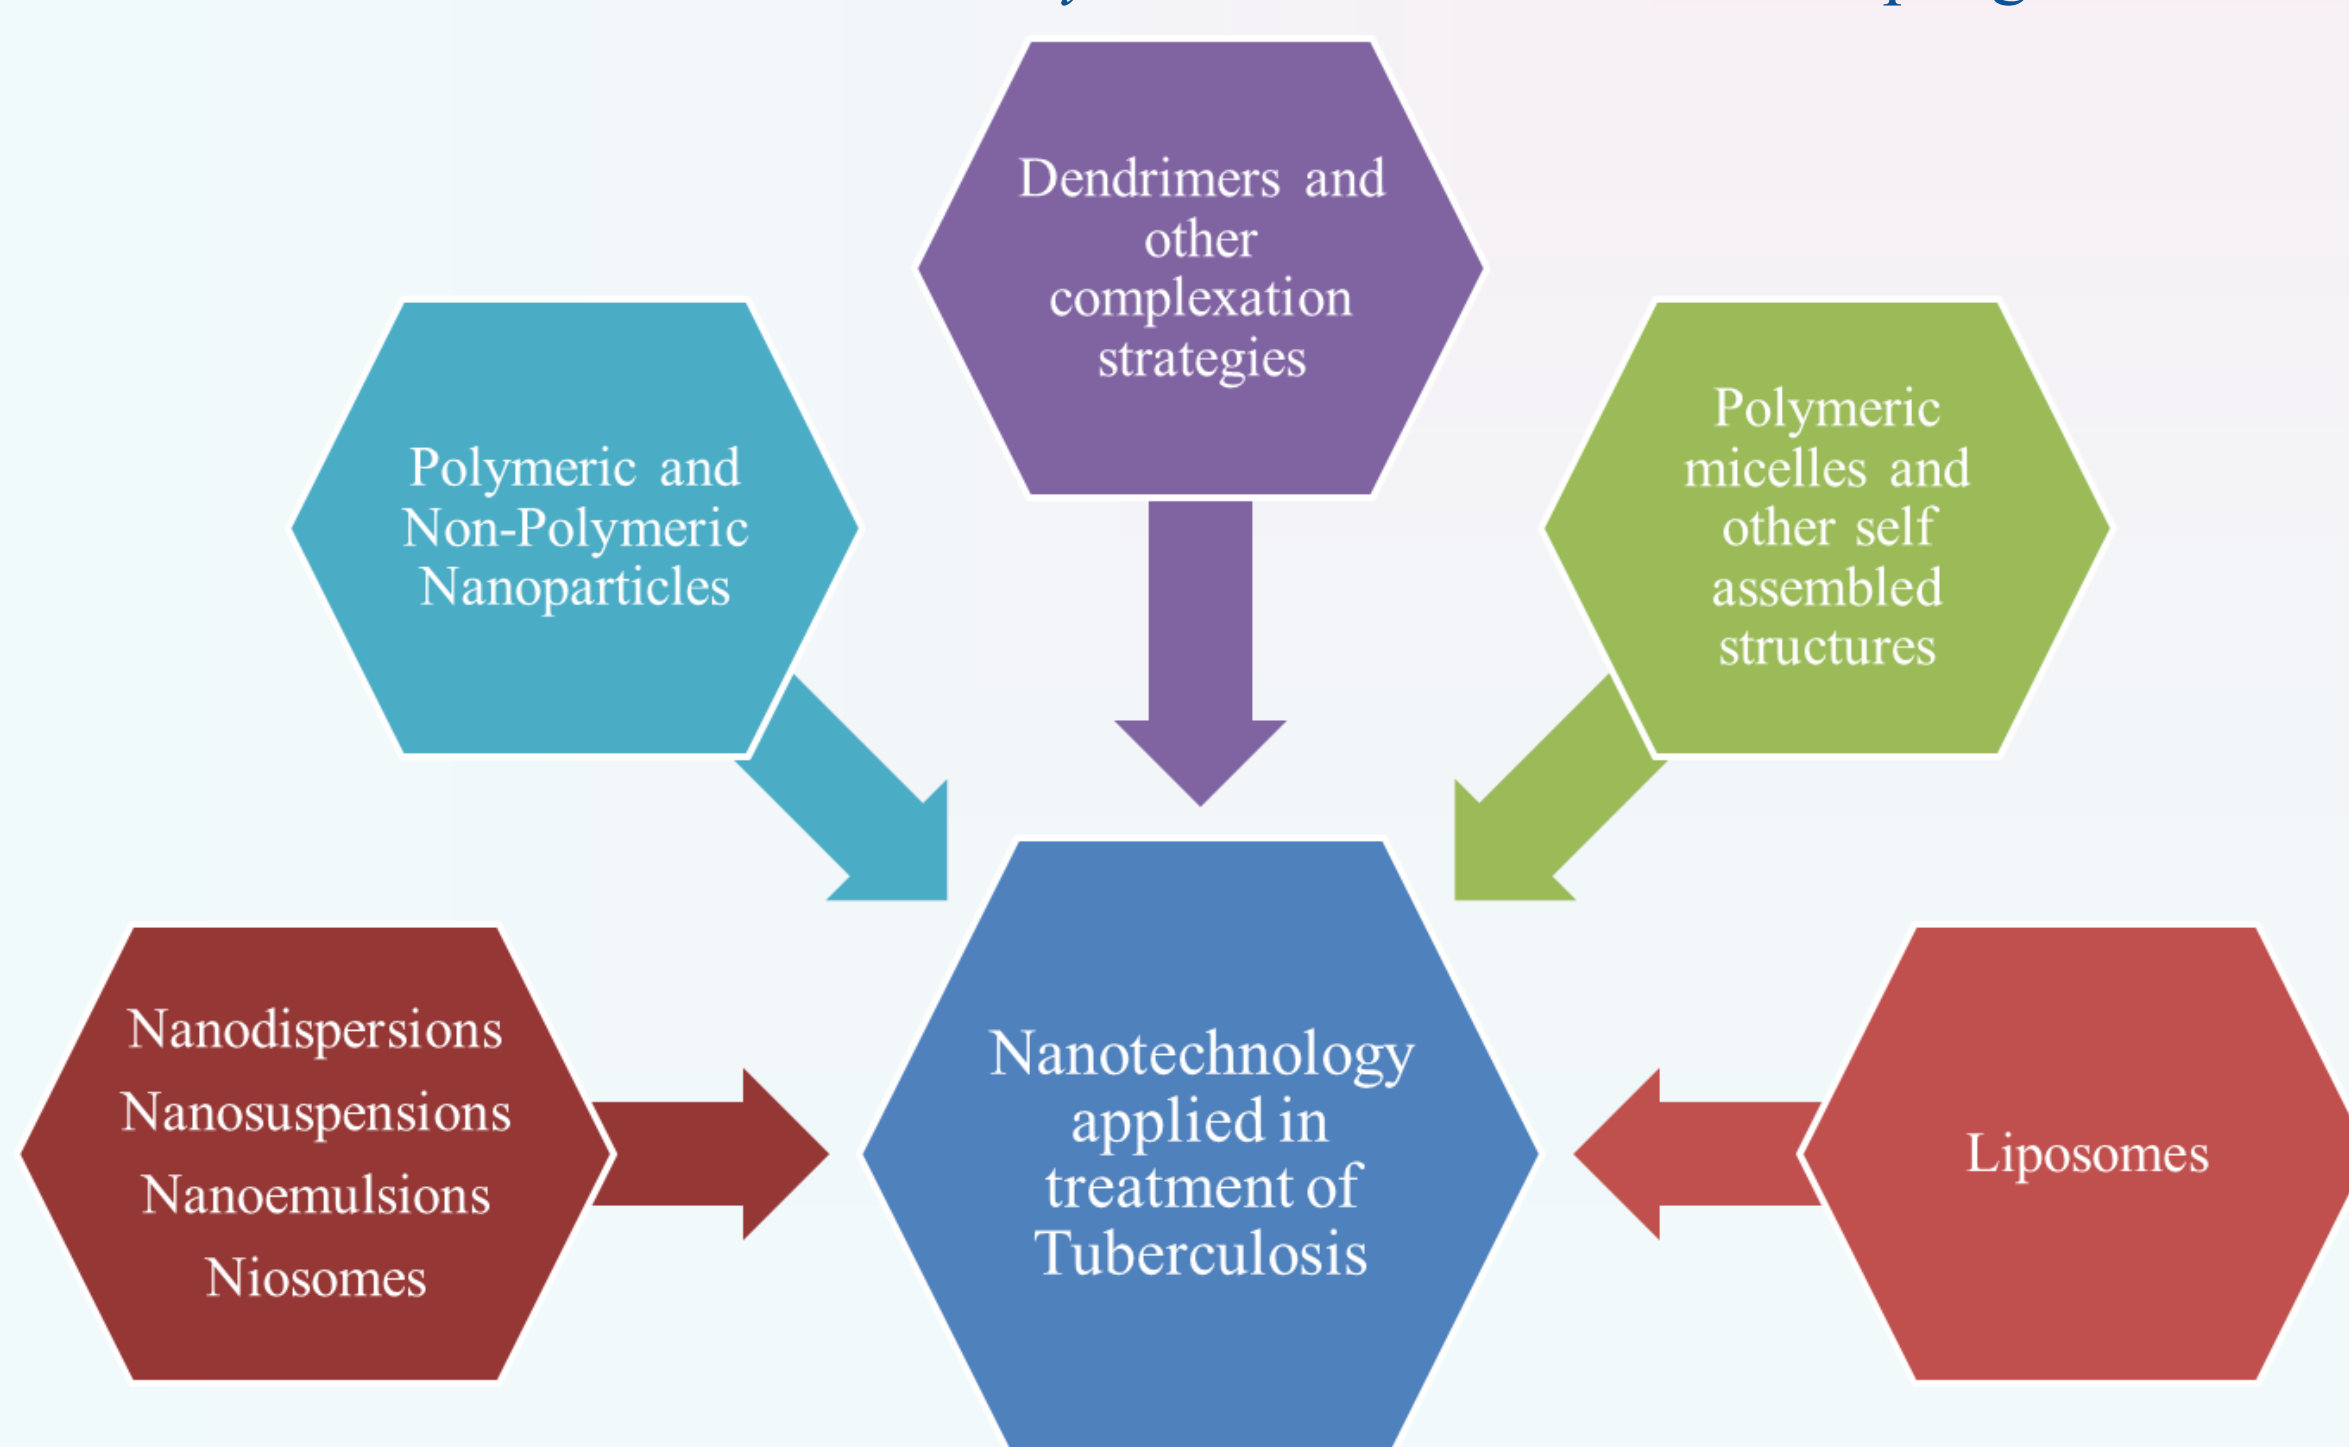 Dendrimers and
other
complexation
strategies
Polymeric and
Non-Polymeric
Nanoparticles
Polymeric
micelles and
other self
assembled
structures
Nanodispersions
Nanosuspensions
Nanoemulsions
Niosomes
Nanotechnology
applied in
treatment of
Tuberculosis
Liposomes